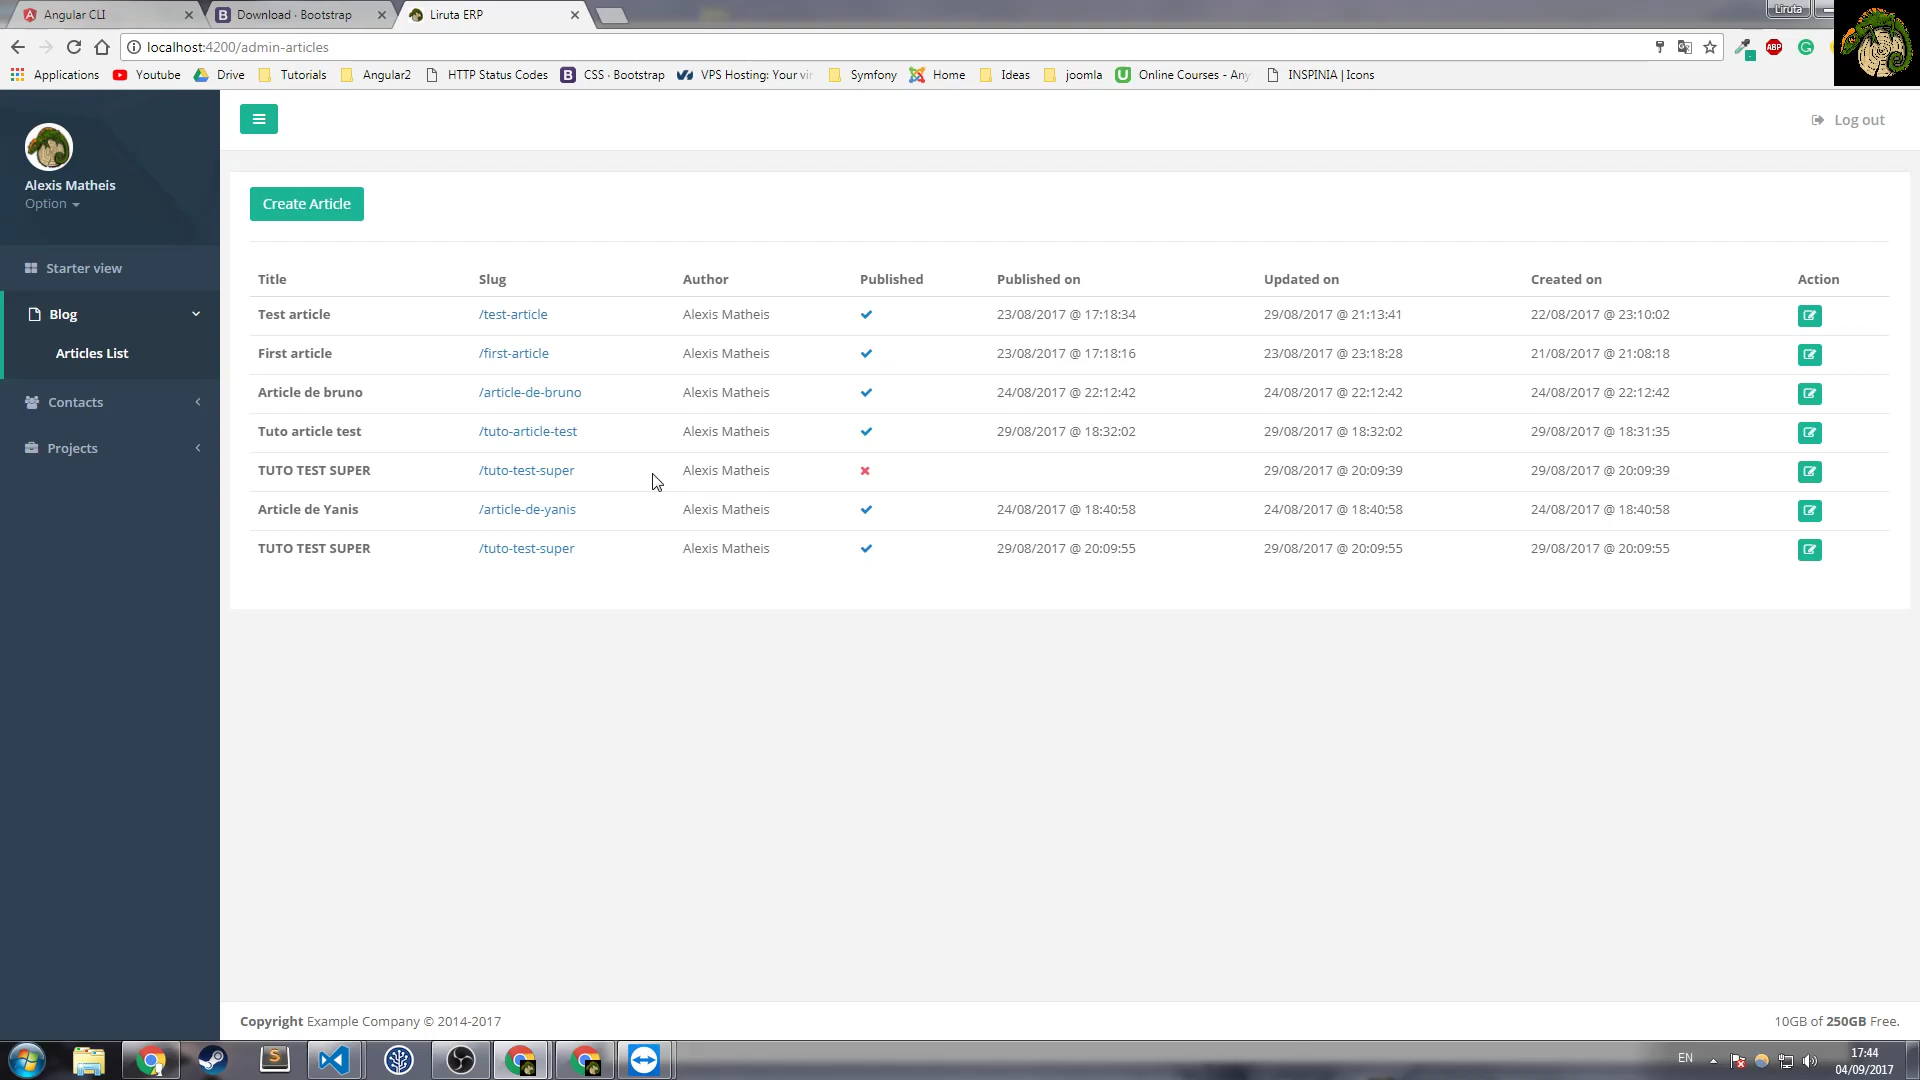 Angular CLI
Download · Bootstrap
Liruta ERP
Liruta
localhost:4200/admin-articles
ABP
Applications Youtube Drive Tutorials Angular2 HTTP Status Codes CSS · Bootstrap VPS Hosting: Your vir Symfony Home Ideas joomla Online Courses - Any INSPINIA | Icons
Log out
Alexis Matheis
Option
Create Article
Starter view
Blog
Articles List
Contacts
Projects
Title Slug Author Published Published on Updated on Created on Action
Test article /test-article Alexis Matheis 23/08/2017 @ 17:18:34 29/08/2017 @ 21:13:41 22/08/2017 @ 23:10:02
First article /first-article Alexis Matheis 23/08/2017 @ 17:18:16 23/08/2017 @ 23:18:28 21/08/2017 @ 21:08:18
Article de bruno /article-de-bruno Alexis Matheis 24/08/2017 @ 22:12:42 24/08/2017 @ 22:12:42 24/08/2017 @ 22:12:42
Tuto article test /tuto-article-test Alexis Matheis 29/08/2017 @ 18:32:02 29/08/2017 @ 18:32:02 29/08/2017 @ 18:31:35
TUTO TEST SUPER /tuto-test-super Alexis Matheis 29/08/2017 @ 20:09:39 29/08/2017 @ 20:09:39
Article de Yanis /article-de-yanis Alexis Matheis 24/08/2017 @ 18:40:58 24/08/2017 @ 18:40:58 24/08/2017 @ 18:40:58
TUTO TEST SUPER /tuto-test-super Alexis Matheis 29/08/2017 @ 20:09:55 29/08/2017 @ 20:09:55 29/08/2017 @ 20:09:55
Copyright Example Company © 2014-2017
10GB of 250GB Free.
EN
17:44
04/09/2017